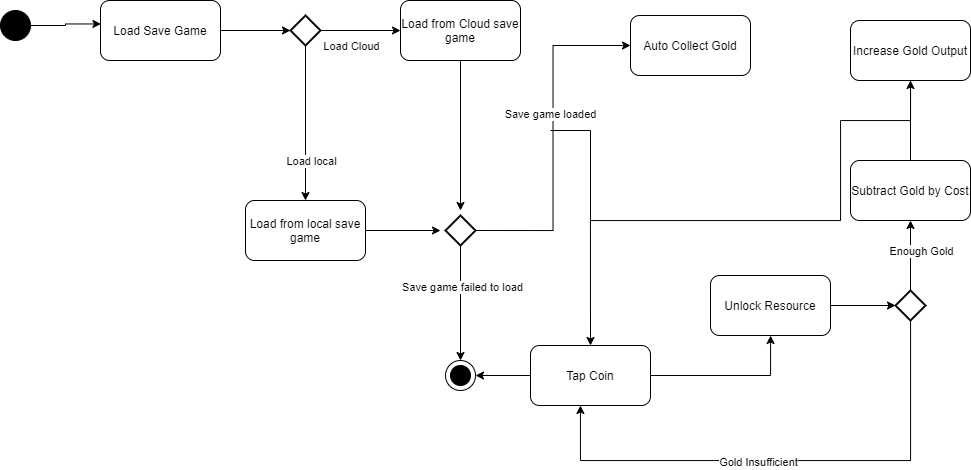 Load Save Game
Load Cloud
Load from Cloud save
game
Auto Collect Gold
Increase Gold Output
Save game loaded
Load local
Load from local save
game
Subtract Gold by Cost
Enough Gold
Save game failed to load
Unlock Resource
Tap Coin
Gold Insufficient